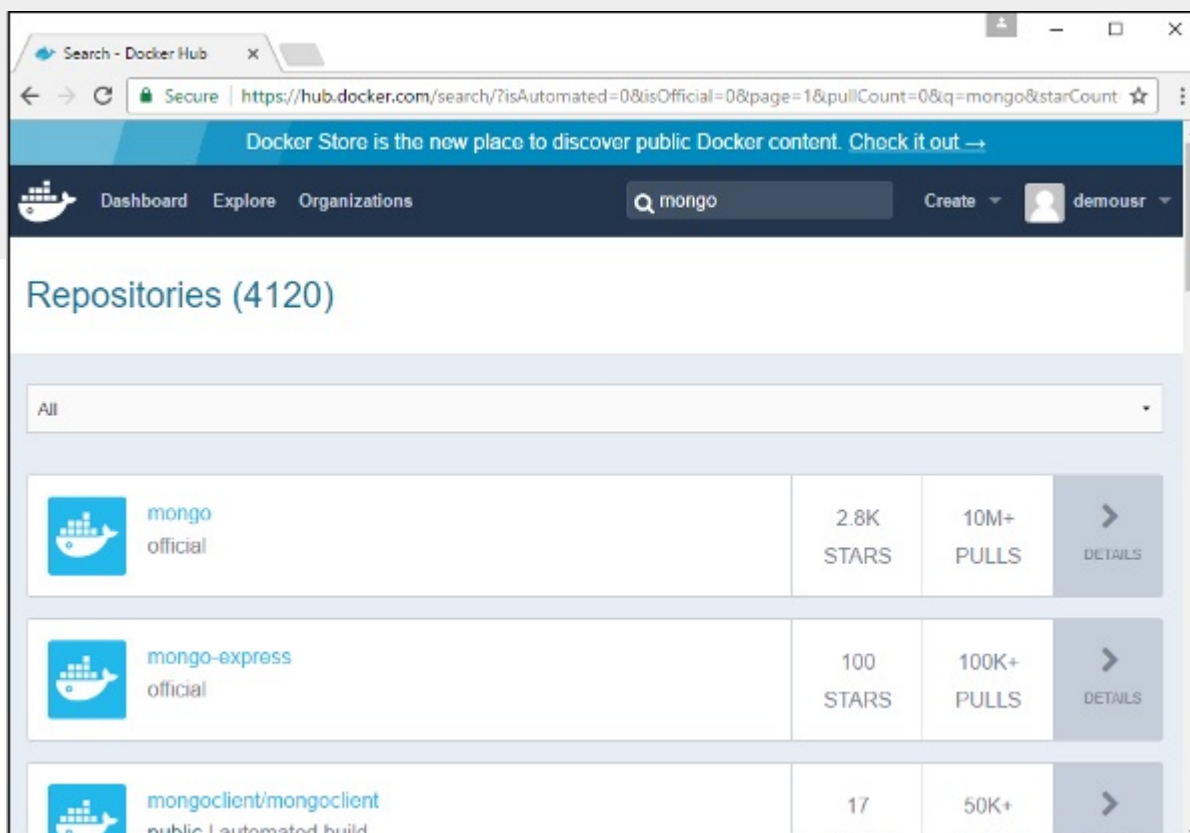 Search - Docker Hub
Secure | https://hub.docker.com/search/?isAutomated=0&isOfficial=0&page=1&pullCount=0&q=mongo&starCount
Docker Store is the new place to discover public Docker content. Check it out →
Dashboard Explore Organizations mongo Create demousr
Repositories (4120)
All
mongo
official
2.8K
STARS
10M+
PULLS
DETAILS
mongo-express
official
100
STARS
100K+
PULLS
DETAILS
mongoclient/mongoclient
public | automated build
17
50K+